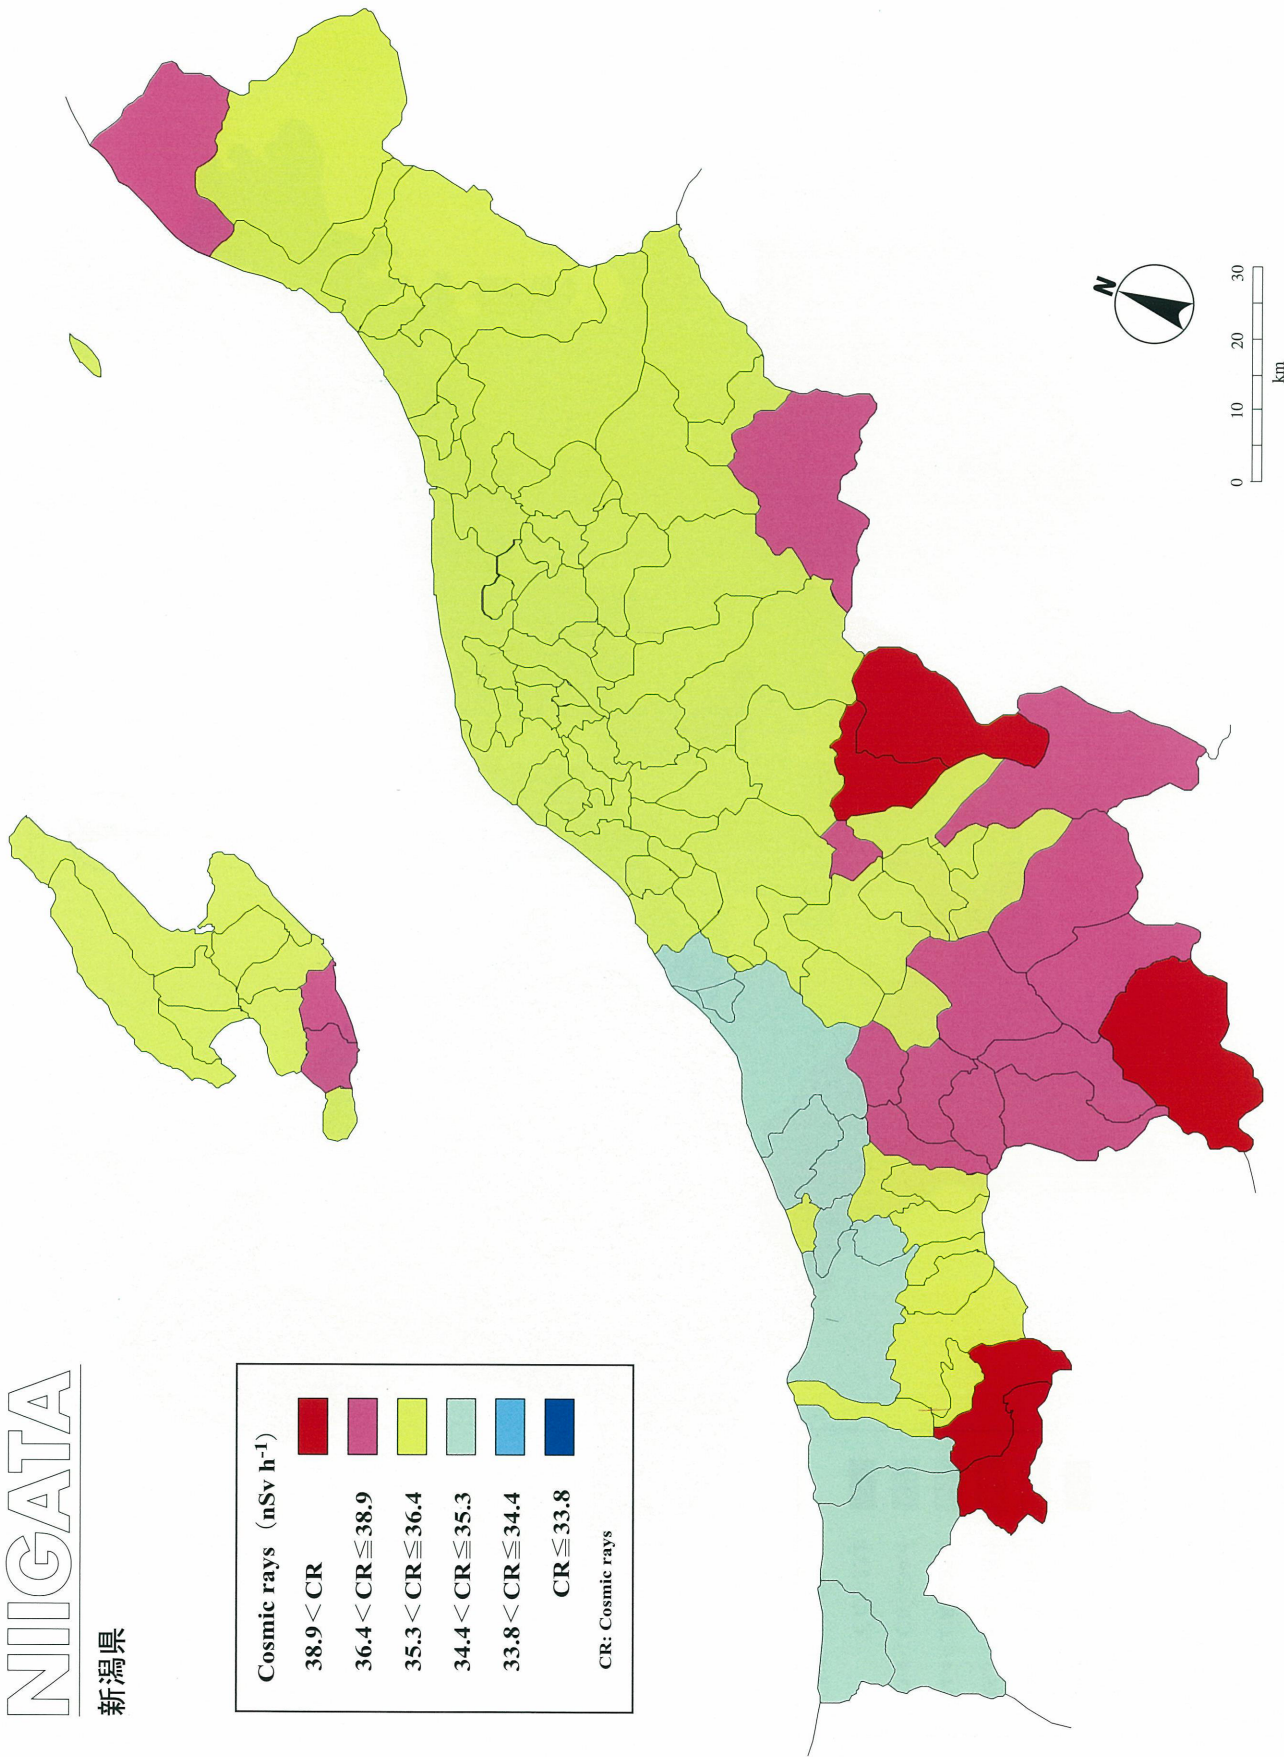 NIIGATA
新潟県
Cosmic rays (nSv h⁻¹)
38.9＜CR
36.4＜CR≦38.9
35.3＜CR≦36.4
34.4＜CR≦35.3
33.8＜CR≦34.4
CR≦33.8
CR: Cosmic rays
N
0 10 20 30
km